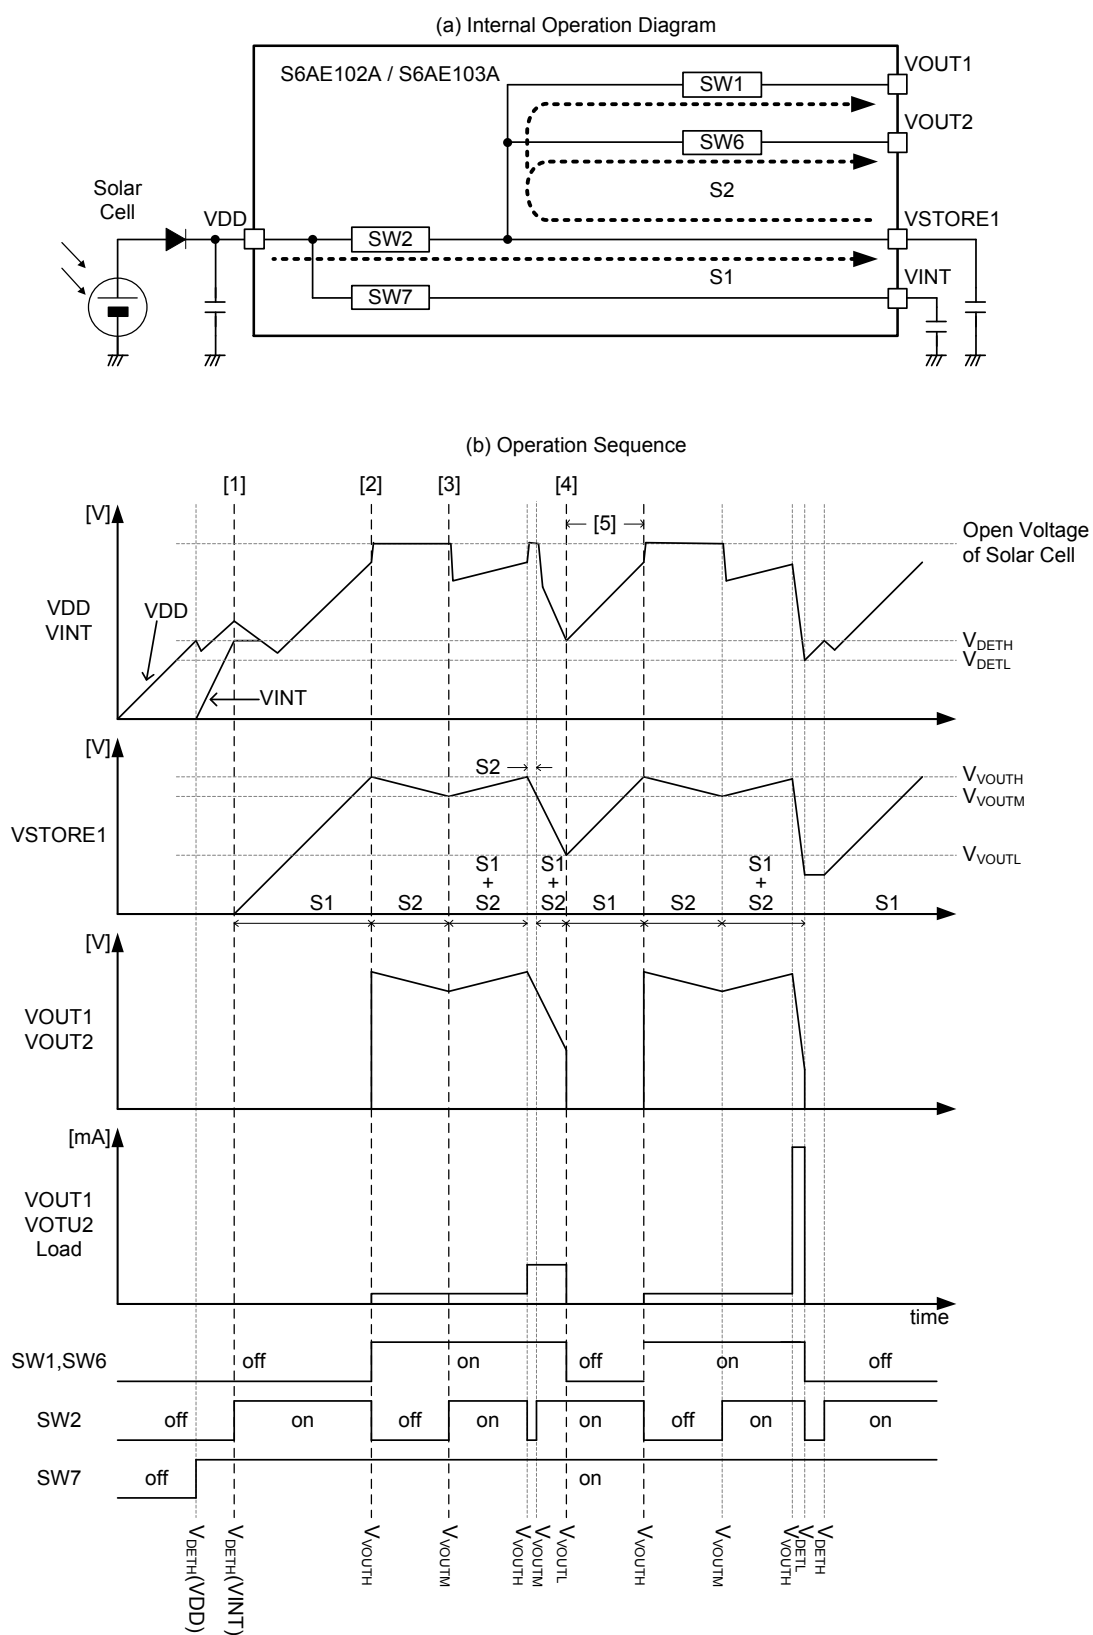 (a) Internal Operation Diagram
S6AE102A / S6AE103A
VOUT1
SW1
VOUT2
SW6
Solar
Cell
S2
VDD
VSTORE1
SW2
S1
VINT
SW7
(b) Operation Sequence
[1] [2] [3] [4]
[V]
[5]
Open Voltage
of Solar Cell
VDD
VINT
VDD
VDETH
VDETL
VINT
[V]
S2
VVOUTH
VVOUTM
VSTORE1
VVOUTL
S1 S1 S1
+ + +
S1 S2 S2 S2 S1 S2 S2 S1
[V]
VOUT1
VOUT2
[mA]
VOUT1
VOTU2
Load
time
SW1,SW6 off on off on off
SW2 off on off on on off on on
SW7 off on
VDETH(VDD)
VDETH(VINT)
VVOUTH
VVOUTM
VVOUTH
VVOUTM
VVOUTL
VVOUTH
VVOUTM
VVOUTH
VDETL
VDETH